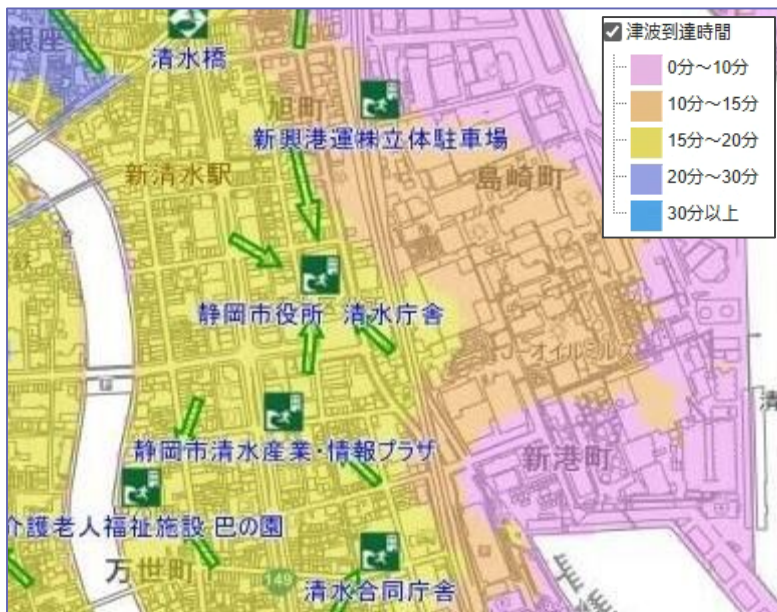 津波到達時間
0分～10分
10分～15分
15分～20分
20分～30分
30分以上
銀座
清水橋
旭町
新興港運㈱立体駐車場
新清水駅
島崎町
静岡市役所 清水庁舎
J-オイルミルズ
清
静岡市清水産業・情報プラザ
新港町
介護老人福祉施設 巴の園
万世町
149
清水合同庁舎